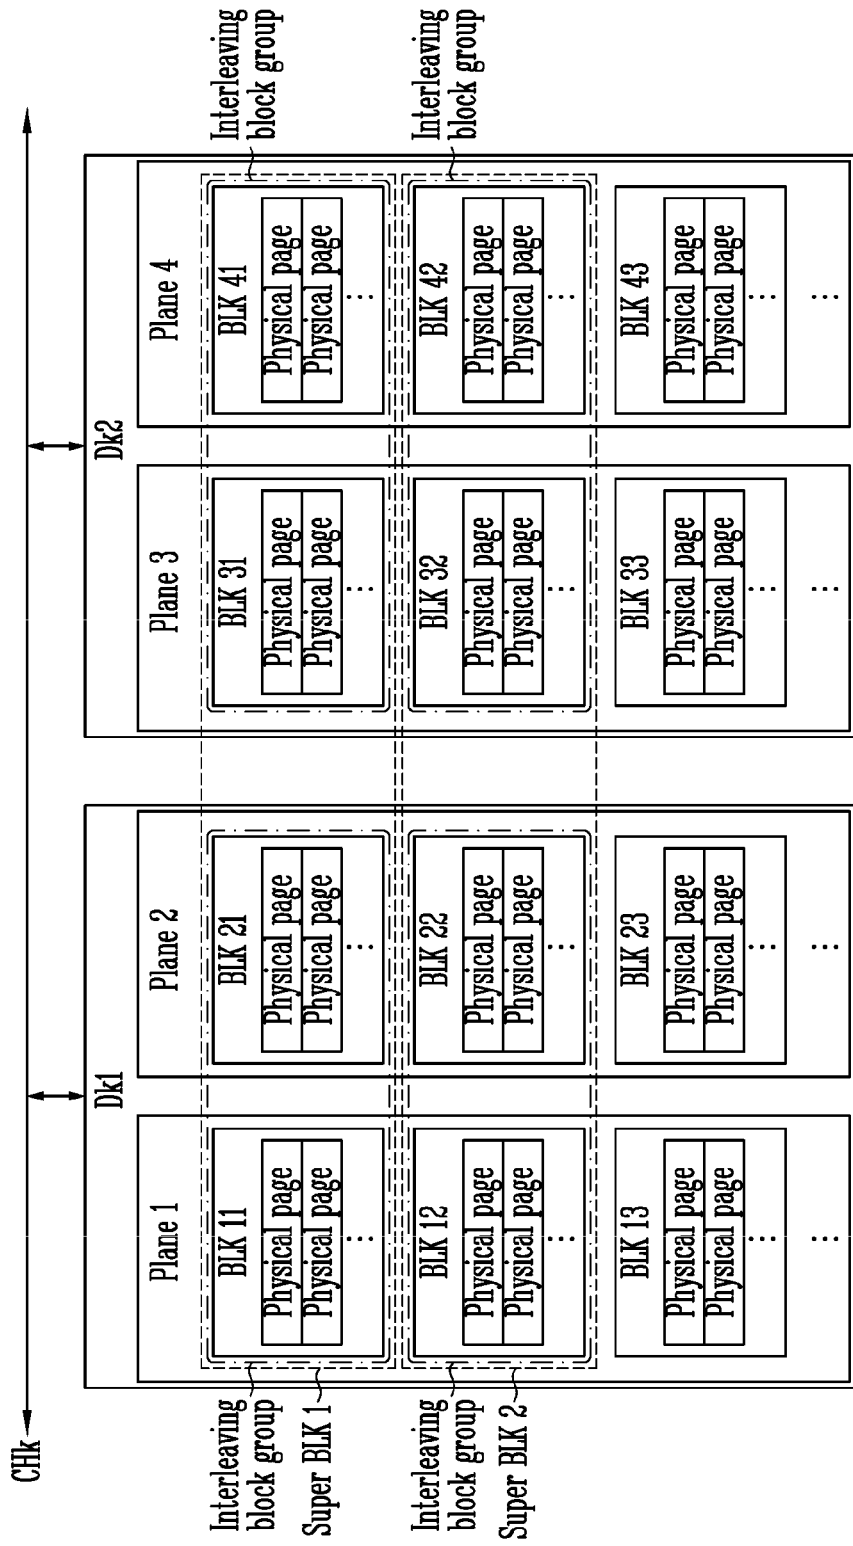 CHk
Dk1
Dk2
Plane 1
Plane 2
Plane 3
Plane 4
Interleaving
block group
Super BLK 1
BLK 11
Physical page
Physical page
⋮
BLK 21
Physical page
Physical page
⋮
BLK 31
Physical page
Physical page
⋮
BLK 41
Physical page
Physical page
⋮
Interleaving
block group
Interleaving
block group
Super BLK 2
BLK 12
Physical page
Physical page
⋮
BLK 22
Physical page
Physical page
⋮
BLK 32
Physical page
Physical page
⋮
BLK 42
Physical page
Physical page
⋮
Interleaving
block group
BLK 13
Physical page
Physical page
⋮
BLK 23
Physical page
Physical page
⋮
BLK 33
Physical page
Physical page
⋮
BLK 43
Physical page
Physical page
⋮
⋮
⋮
⋮
⋮